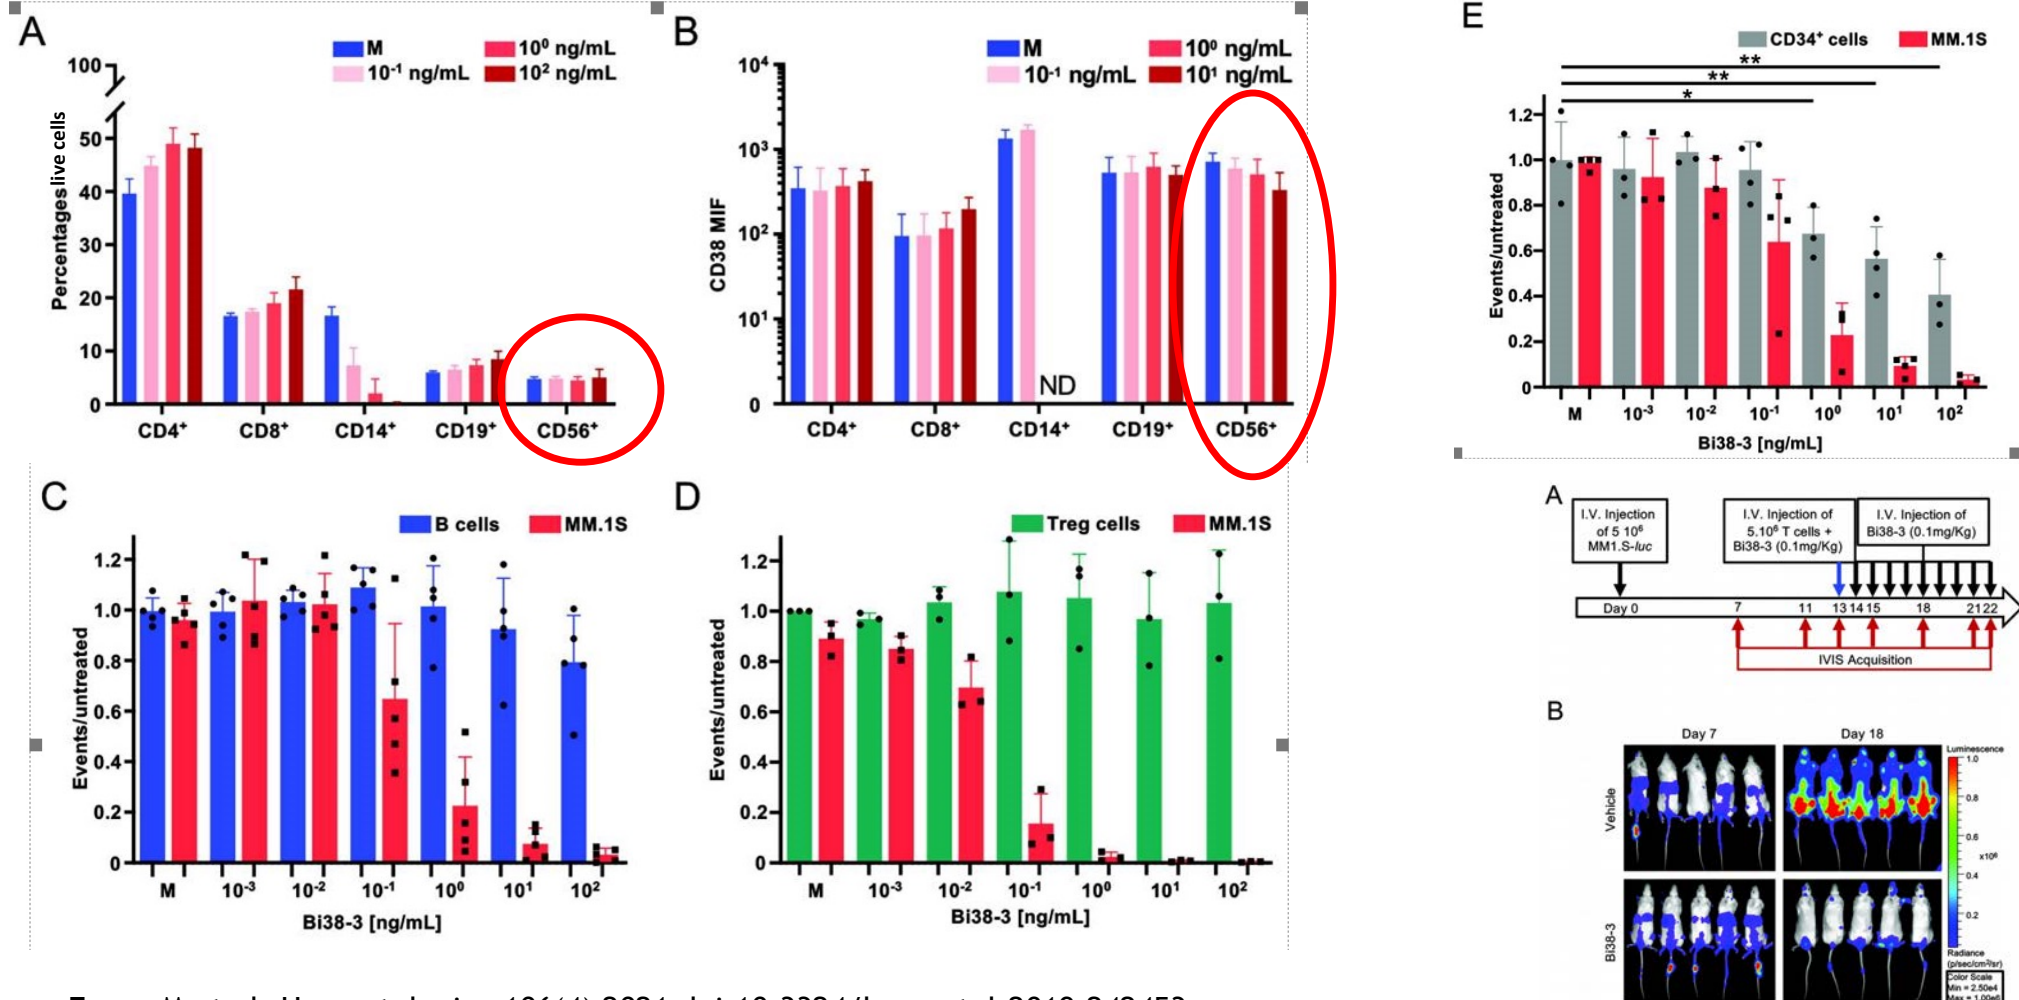 A
M
10⁰ ng/mL
10⁻¹ ng/mL
10² ng/mL
Percentages live cells
100
50
40
30
20
10
0
CD4⁺
CD8⁺
CD14⁺
CD19⁺
CD56⁺
B
M
10⁰ ng/mL
10⁻¹ ng/mL
10¹ ng/mL
CD38 MIF
10⁴
10³
10²
10¹
0
ND
CD4⁺
CD8⁺
CD14⁺
CD19⁺
CD56⁺
C
B cells
MM.1S
Events/untreated
1.2
1.0
0.8
0.6
0.4
0.2
0
M
10⁻³
10⁻²
10⁻¹
10⁰
10¹
10²
Bi38-3 [ng/mL]
D
Treg cells
MM.1S
Events/untreated
1.2
1.0
0.8
0.6
0.4
0.2
0
M
10⁻³
10⁻²
10⁻¹
10⁰
10¹
10²
Bi38-3 [ng/mL]
E
CD34⁺ cells
MM.1S
**
**
*
Events/untreated
1.2
1.0
0.8
0.6
0.4
0.2
0
M
10⁻³
10⁻²
10⁻¹
10⁰
10¹
10²
Bi38-3 [ng/mL]
A
I.V. Injection
of 5 10⁶
MM1.S-luc
I.V. Injection of
5.10⁶ T cells +
Bi38-3 (0.1mg/Kg)
I.V. Injection of
Bi38-3 (0.1mg/Kg)
Day 0
7
11
13
14
15
18
21
22
IVIS Acquisition
B
Day 7
Day 18
Vehicle
Bi38-3
Luminescence
1.0
0.8
0.6
x10⁶
0.4
0.2
Radiance
(p/sec/cm²/sr)
Color Scale
Min = 2.50e4
Max = 1.00e6